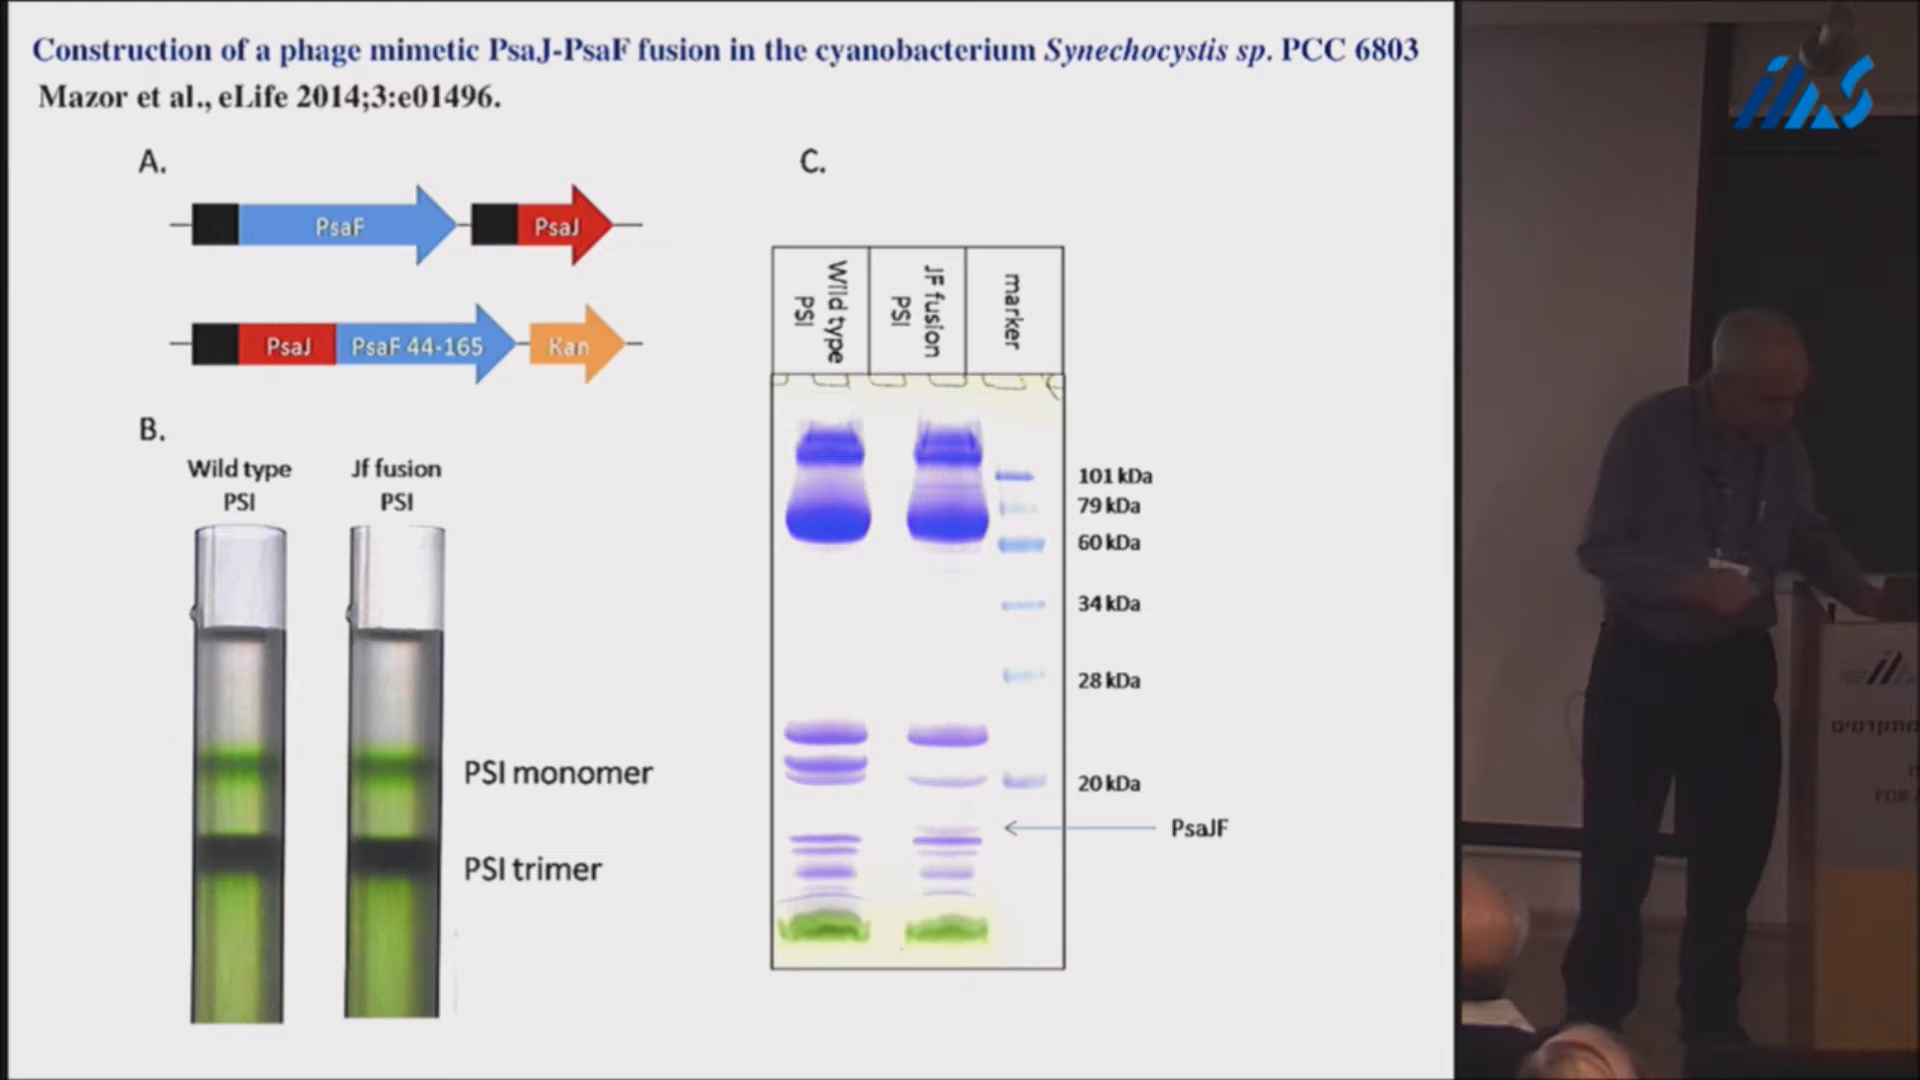 Construction of a phage mimetic PsaJ-PsaF fusion in the cyanobacterium Synechocystis sp. PCC 6803
Mazor et al., eLife 2014;3:e01496.
A.
PsaF
PsaJ
PsaJ
PsaF 44-165
Kan
B.
Wild type
PSI
Jf fusion
PSI
PSI monomer
PSI trimer
C.
Wild type
PSI
JF fusion
PSI
marker
101 kDa
79 kDa
60 kDa
34 kDa
28 kDa
20 kDa
PsaJF
iiAS
מתקדמים
FOR